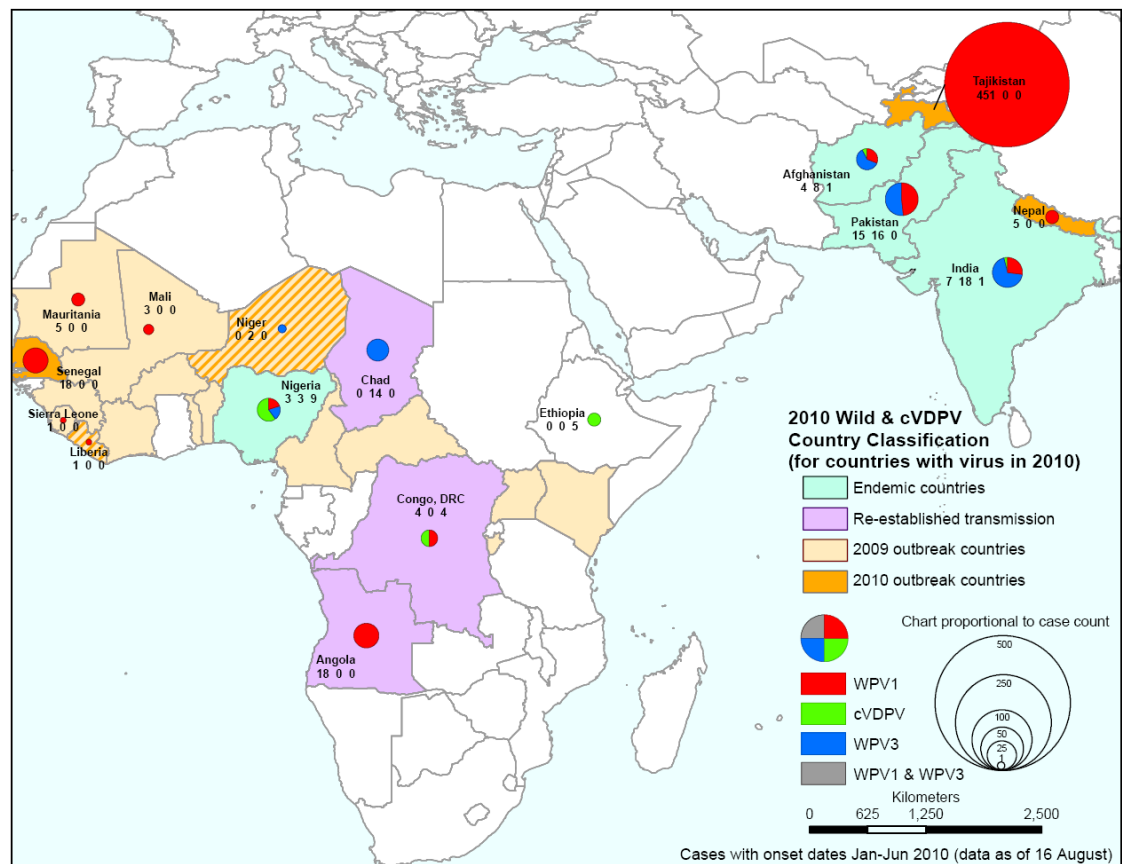 Tajikistan
451 0 0
Afghanistan
4 8 1
Pakistan
15 16 0
Nepal
5 0 0
India
7 18 1
Mauritania
5 0 0
Mali
3 0 0
Niger
0 2 0
Chad
0 14 0
Senegal
18 0 0
Nigeria
3 3 9
Sierra Leone
1 0 0
Liberia
1 0 0
Ethiopia
0 0 5
Congo, DRC
4 0 4
Angola
18 0 0
2010 Wild & cVDPV
Country Classification
(for countries with virus in 2010)
Endemic countries
Re-established transmission
2009 outbreak countries
2010 outbreak countries
Chart proportional to case count
500
250
100
50
25
1
WPV1
cVDPV
WPV3
WPV1 & WPV3
Kilometers
0 625 1,250 2,500
Cases with onset dates Jan-Jun 2010 (data as of 16 August)